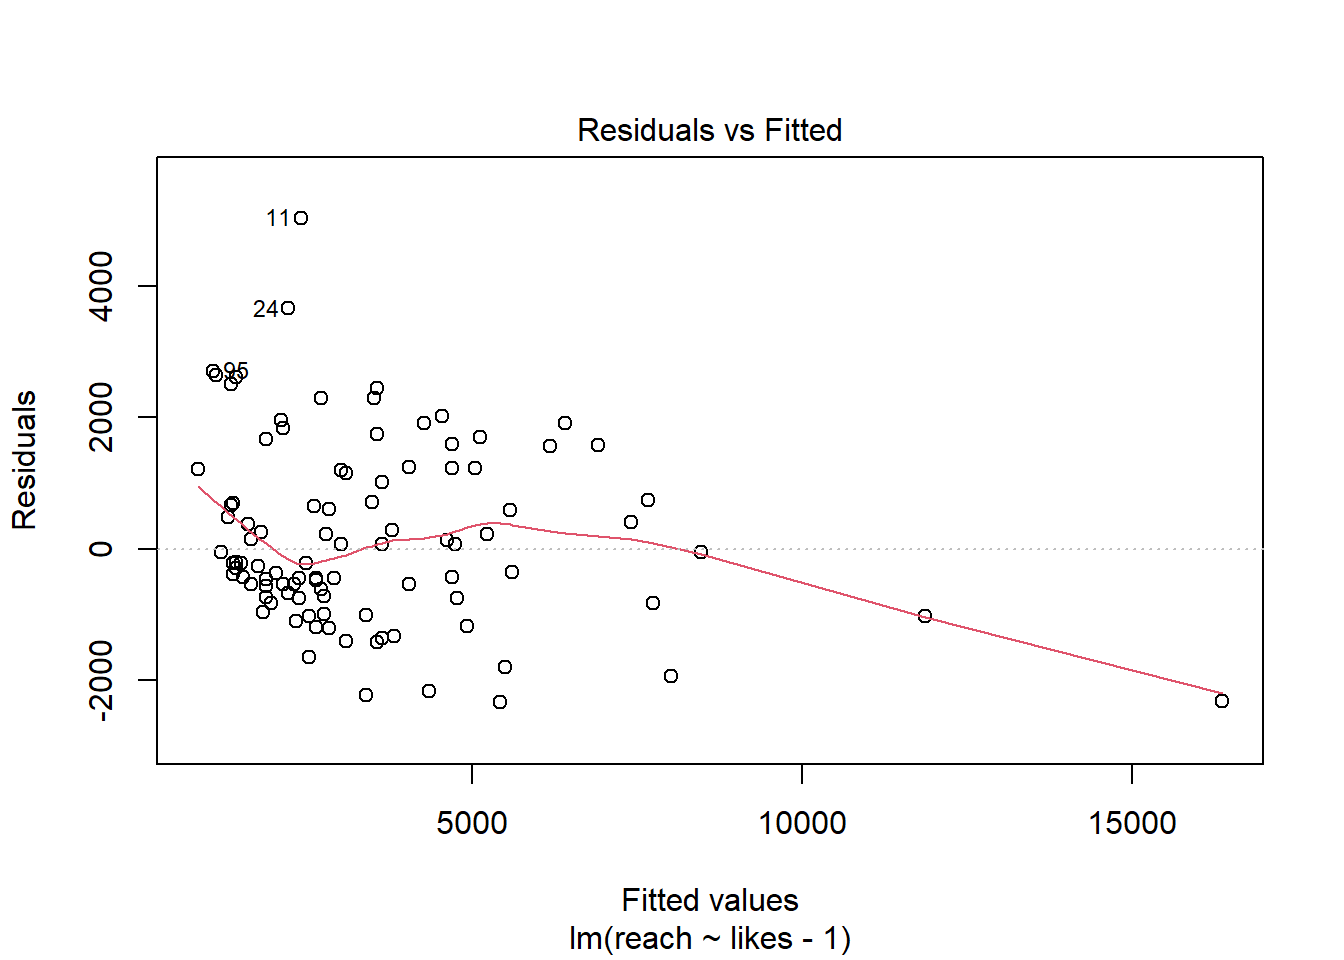 Residuals vs Fitted
Residuals
4000
2000
0
-2000
11
24
95
5000 10000 15000
Fitted values
lm(reach ~ likes - 1)